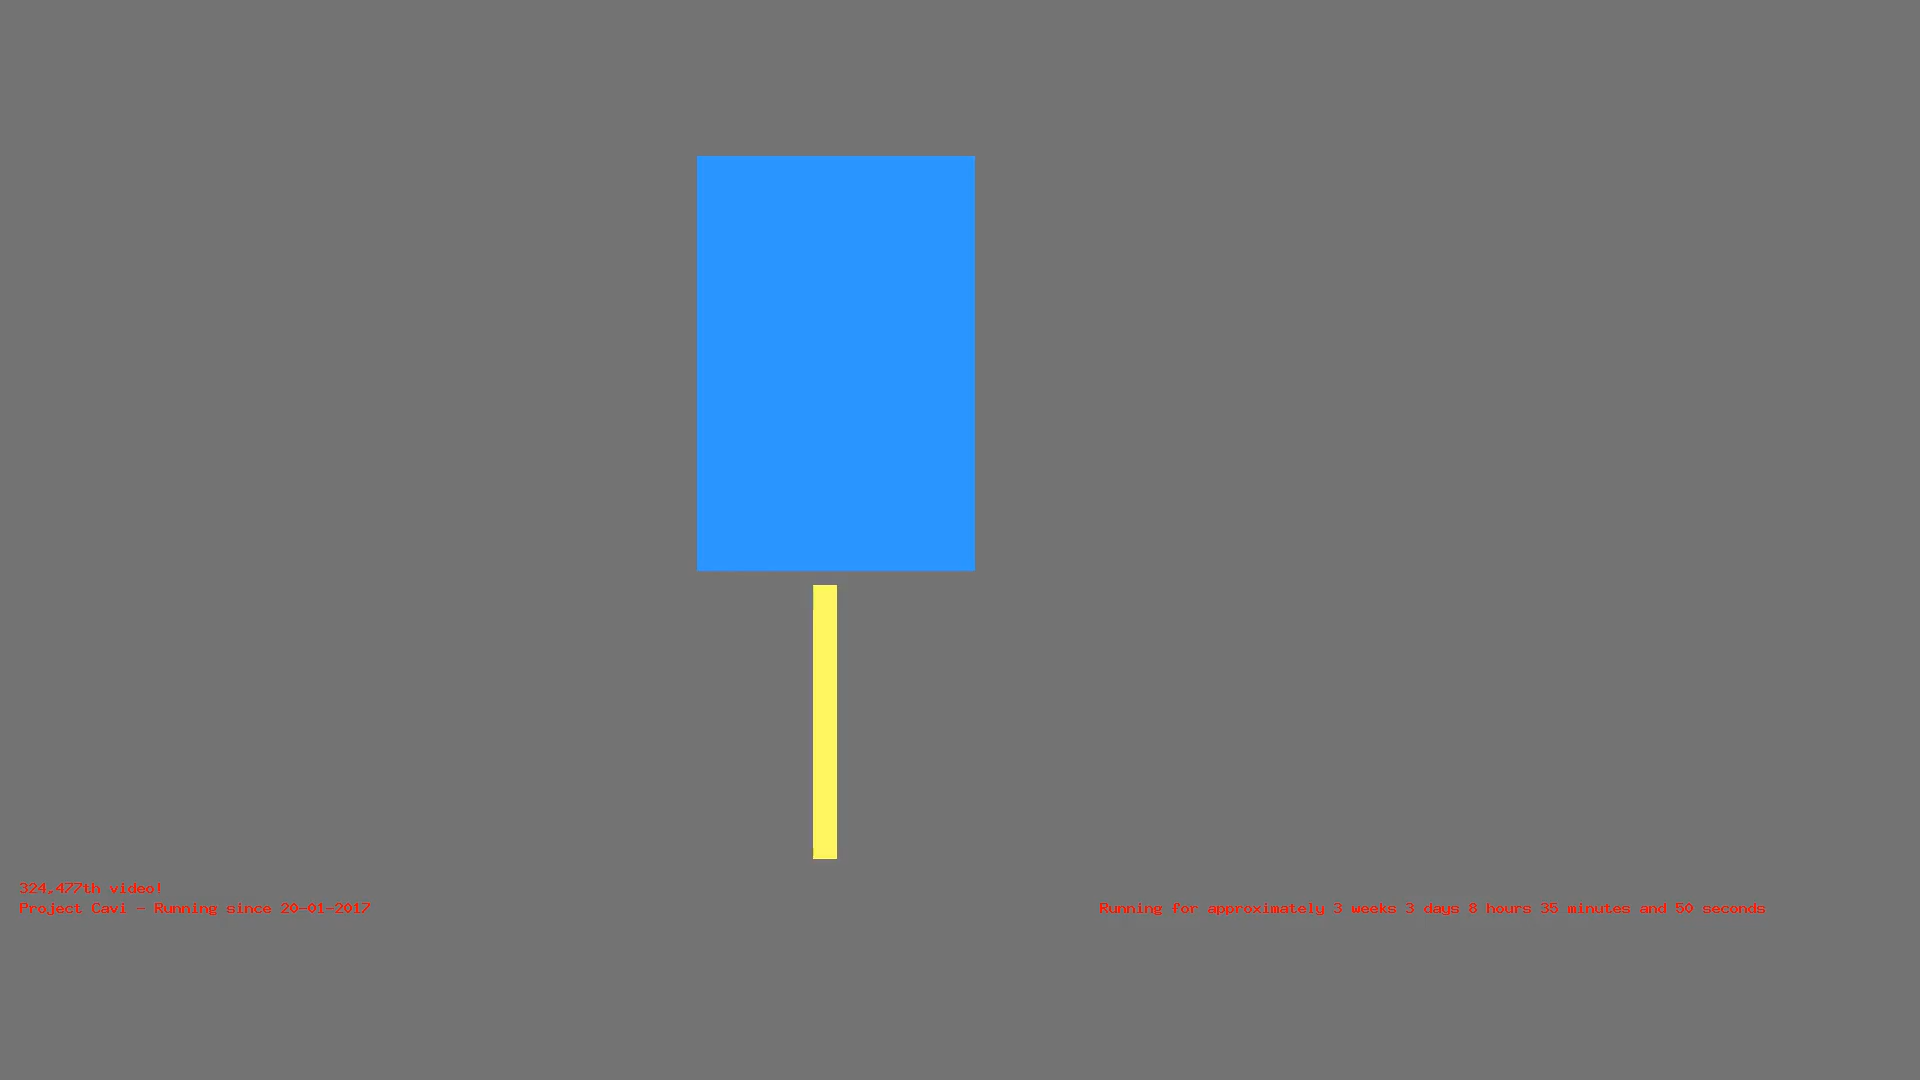 324,477th video!
Project Cavi - Running since 20-01-2017
Running for approximately 3 weeks 3 days 8 hours 35 minutes and 50 seconds